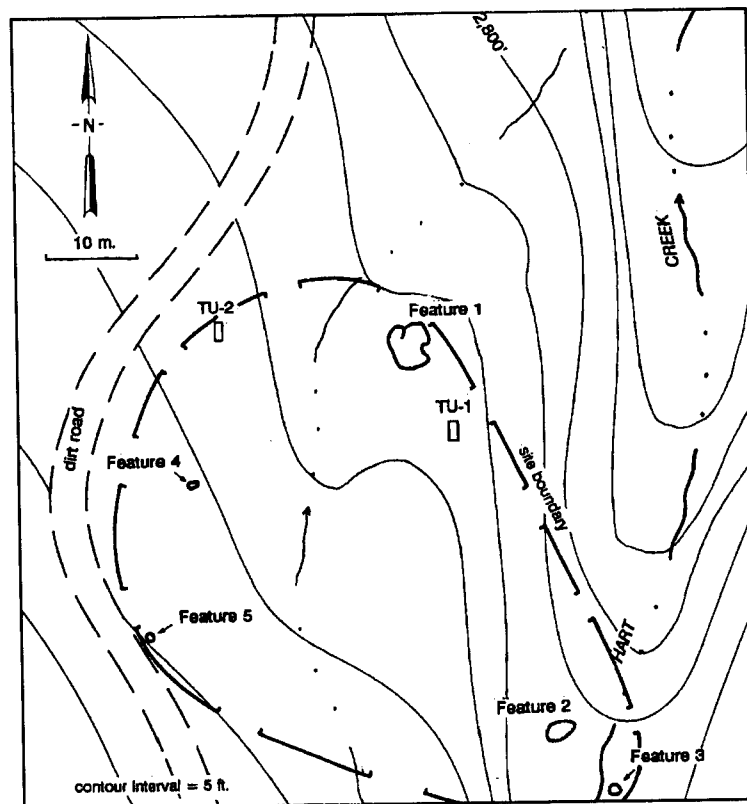 2,800'
- N -
10 m.
CREEK
TU-2
Feature 1
TU-1
dirt road
Feature 4
site boundary
Feature 5
HART
Feature 2
Feature 3
contour interval = 5 ft.